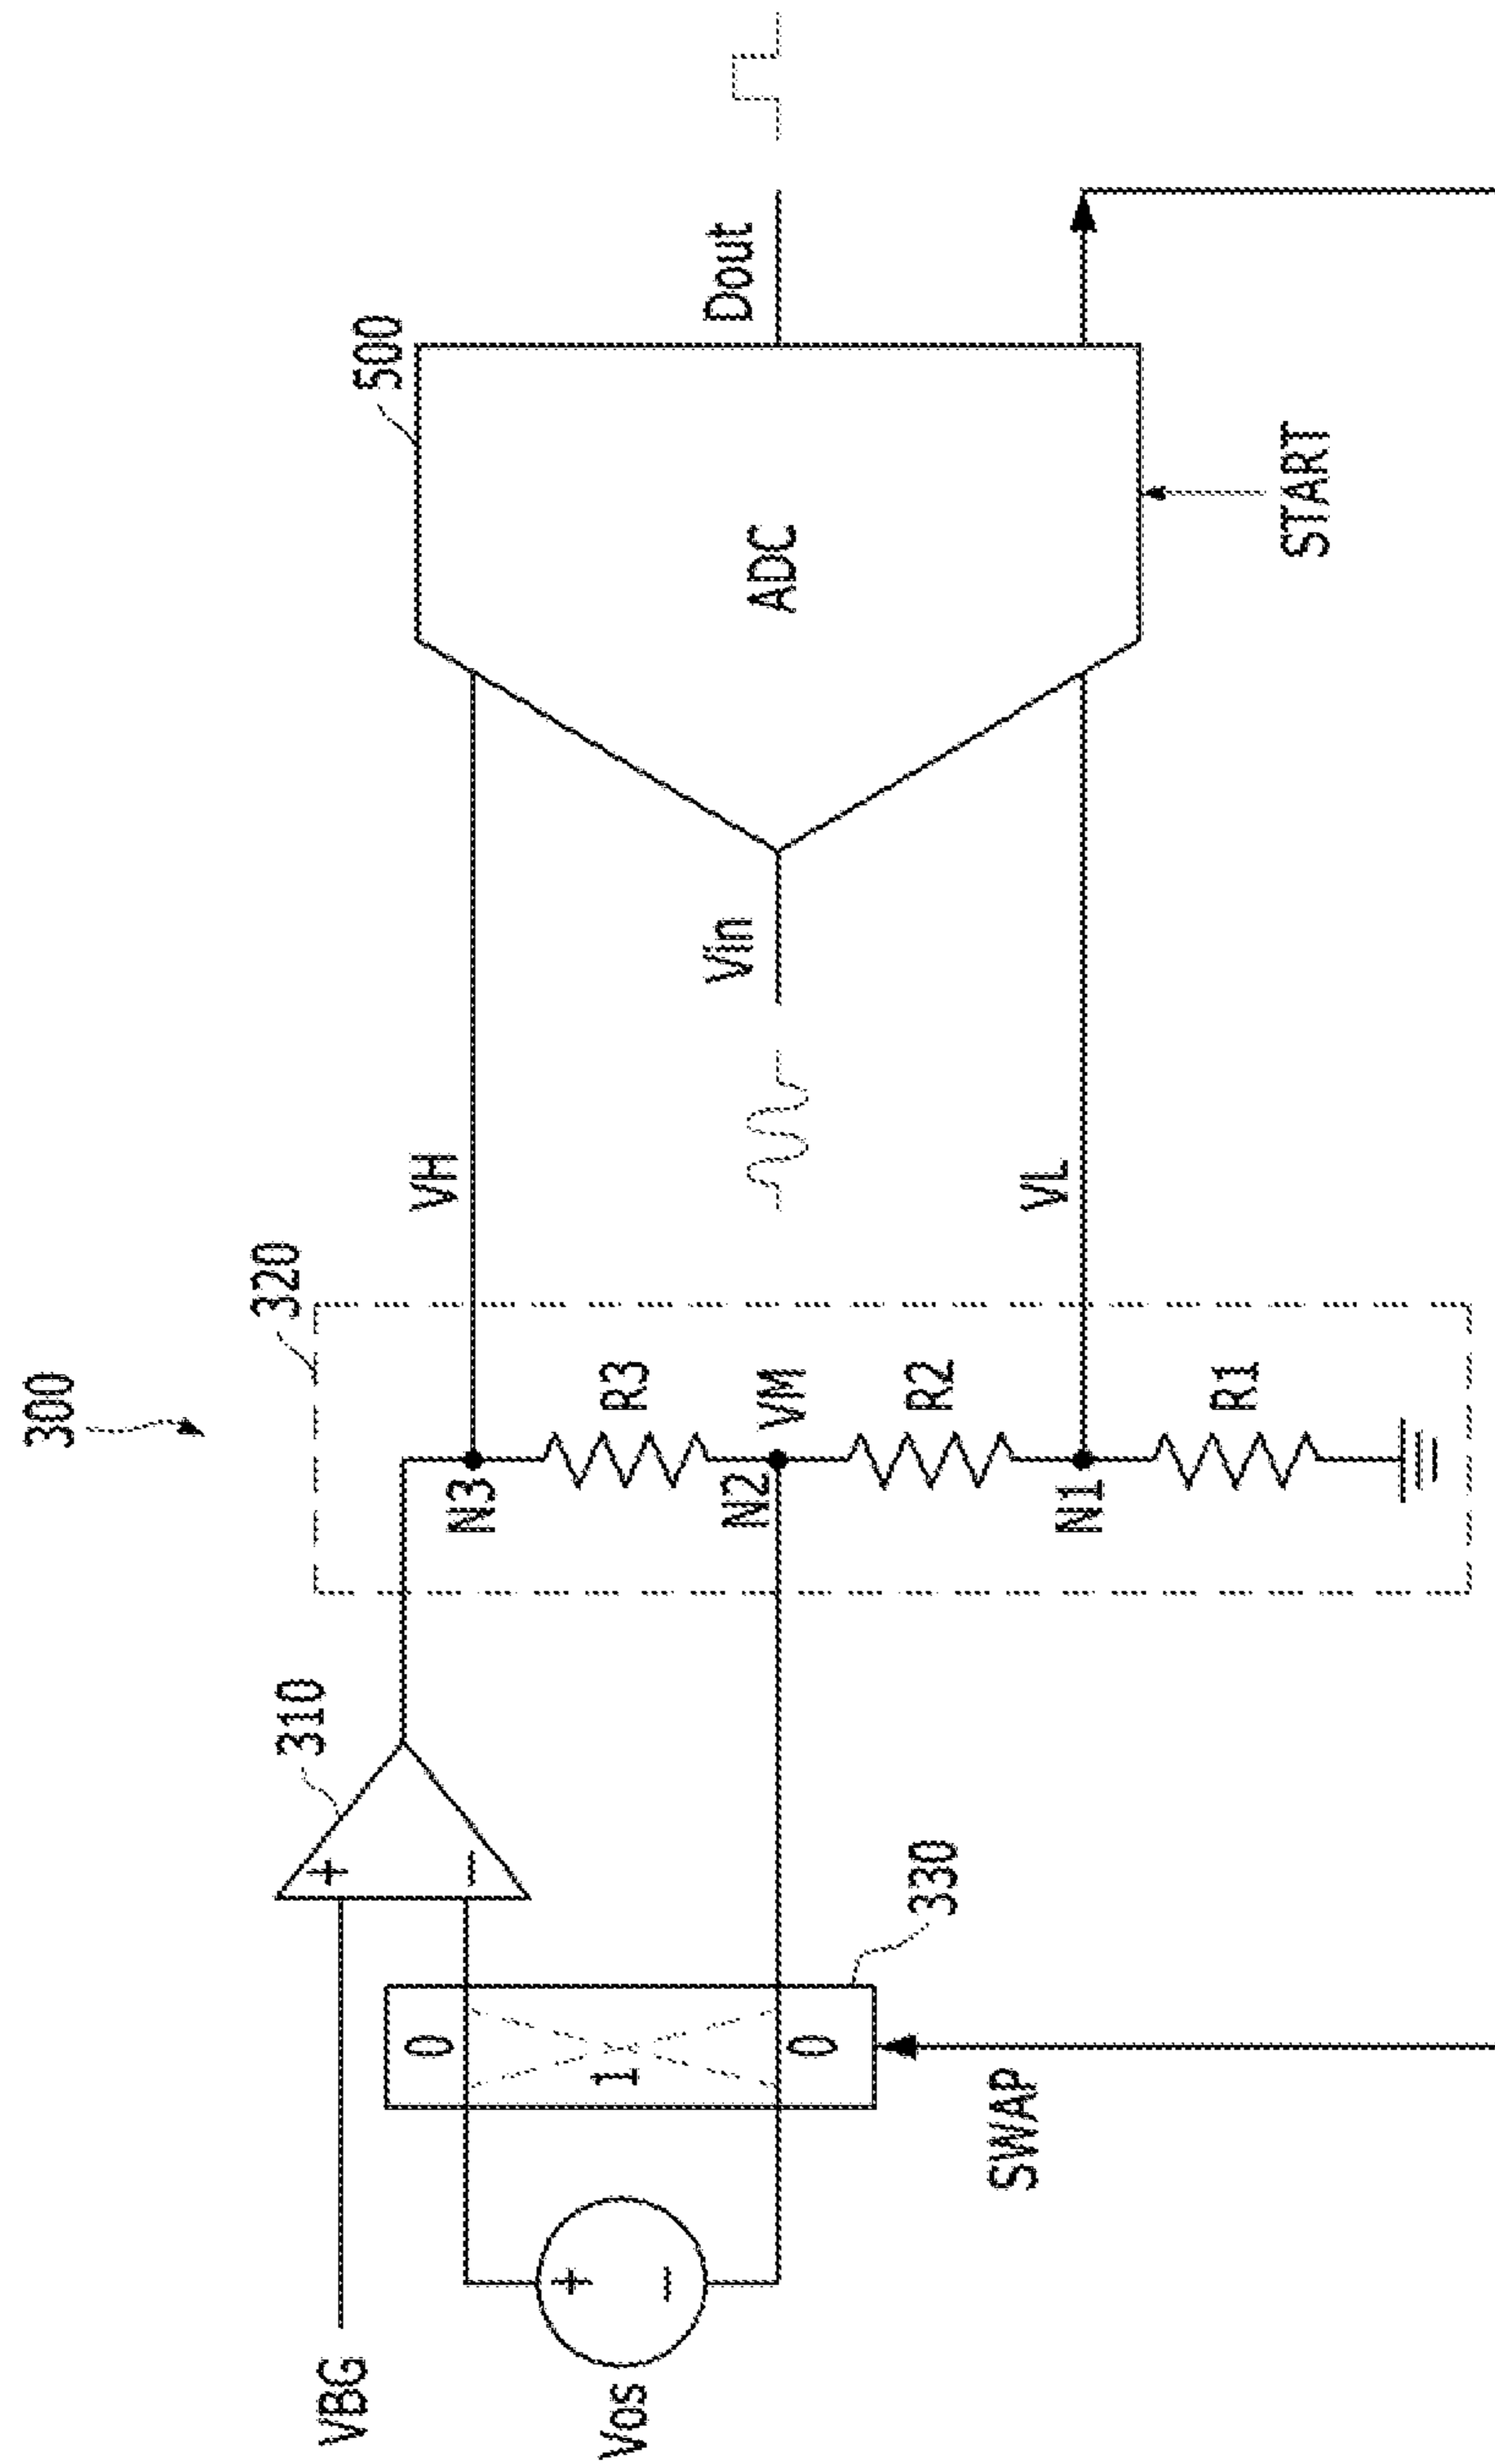 300
320
310
500
VBG
+
−
Vos
+
−
0
1
0
330
SWAP
N3
VH
R3
N2
VM
R2
N1
VL
R1
Vin
ADC
Dout
START